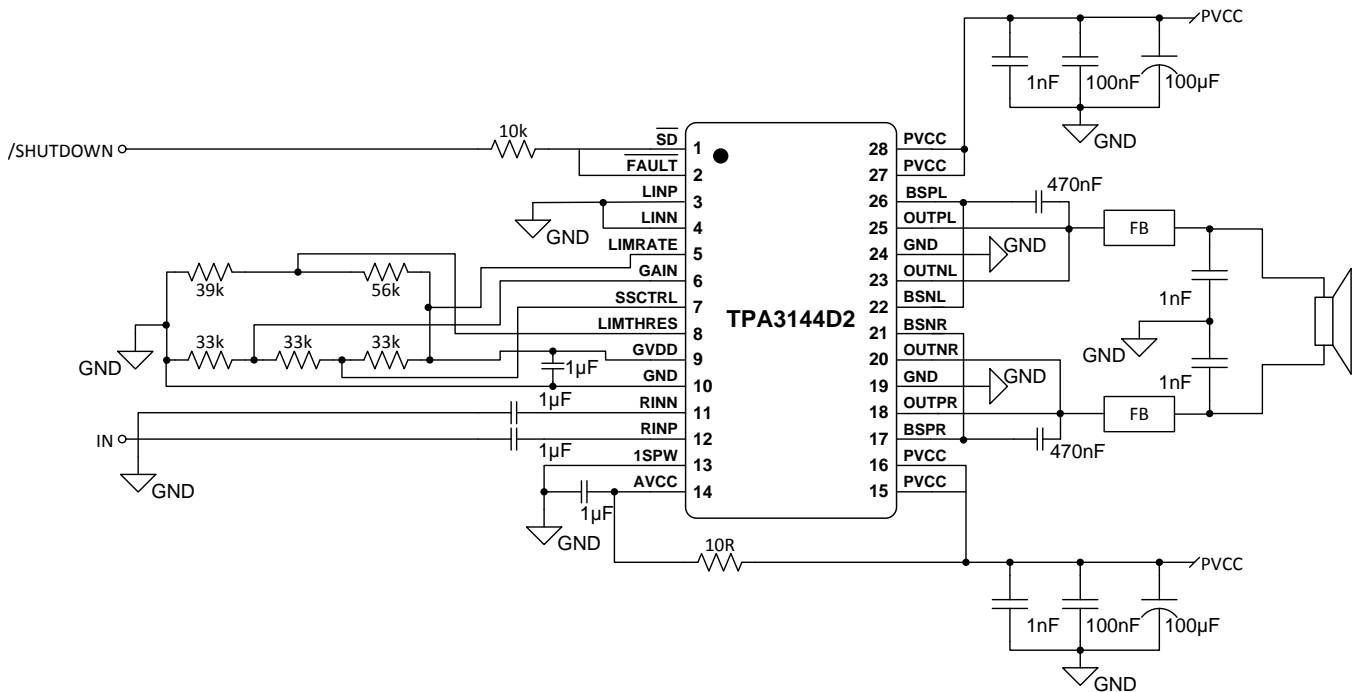 PVCC
1nF
100nF
100µF
GND
/SHUTDOWN
10k
SD
1
FAULT
2
LINP
3
LINN
4
GND
LIMRATE
5
GAIN
6
SSCTRL
7
LIMTHRES
8
GVDD
9
GND
10
RINN
11
RINP
12
1SPW
13
AVCC
14
39k
56k
33k
33k
33k
GND
1µF
1µF
IN
1µF
GND
1µF
GND
10R
TPA3144D2
28
PVCC
27
PVCC
26
BSPL
470nF
25
OUTPL
24
GND
GND
23
OUTNL
22
BSNL
21
BSNR
20
OUTNR
19
GND
GND
18
OUTPR
17
BSPR
470nF
16
PVCC
15
PVCC
FB
1nF
GND
1nF
FB
PVCC
1nF
100nF
100µF
GND